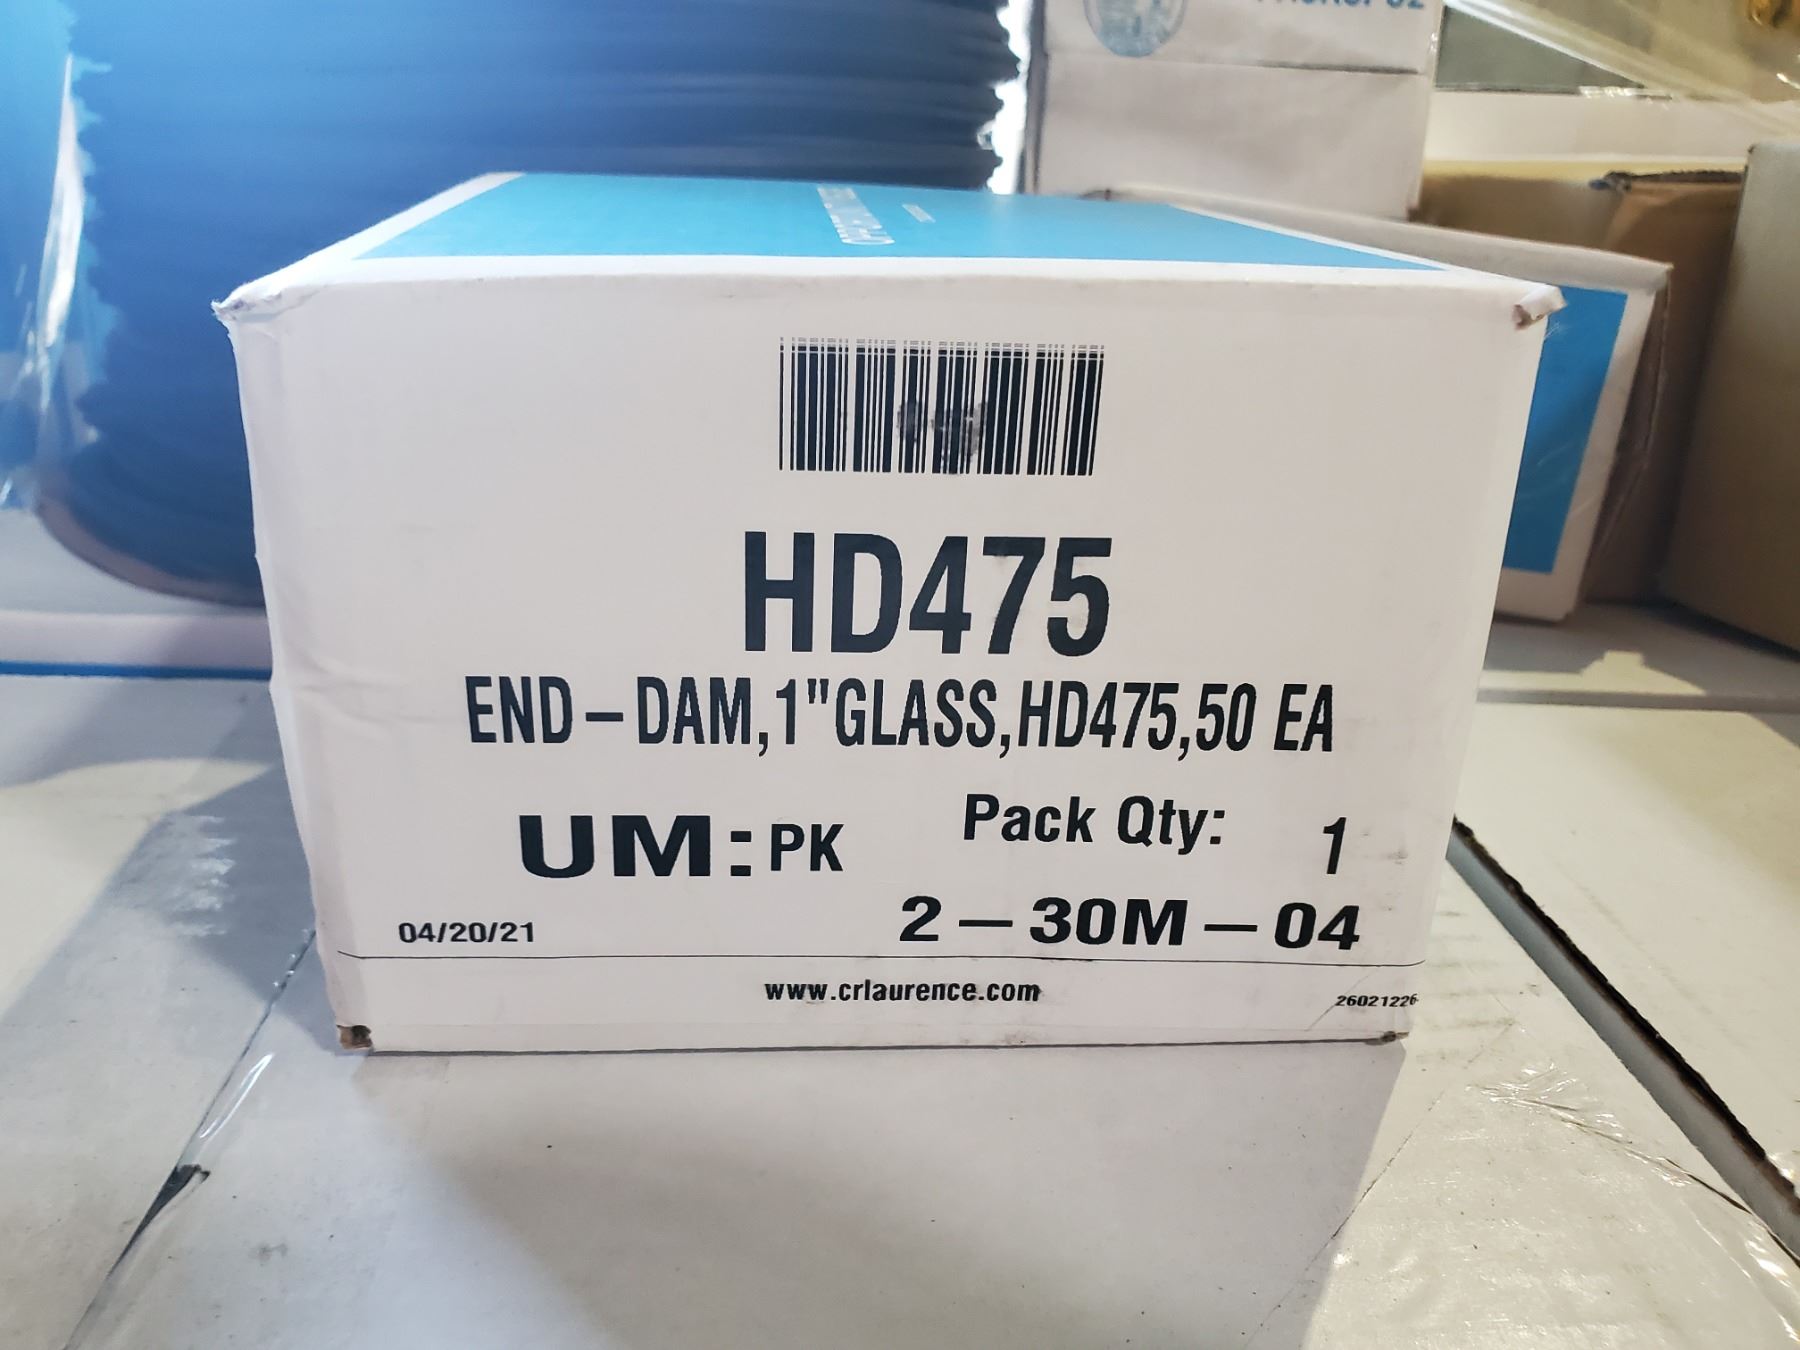 HD475
END-DAM,1"GLASS,HD475,50 EA
UM: PK Pack Qty: 1
04/20/21 2-30M-04
www.crlaurence.com
26021226